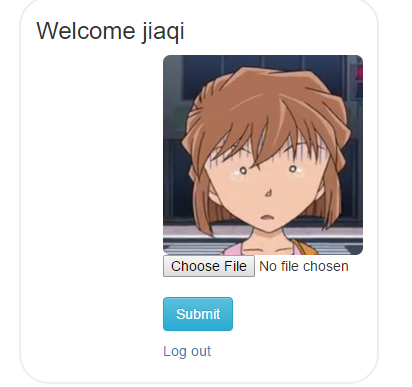 Welcome jiaqi
Choose File No file chosen
Submit
Log out